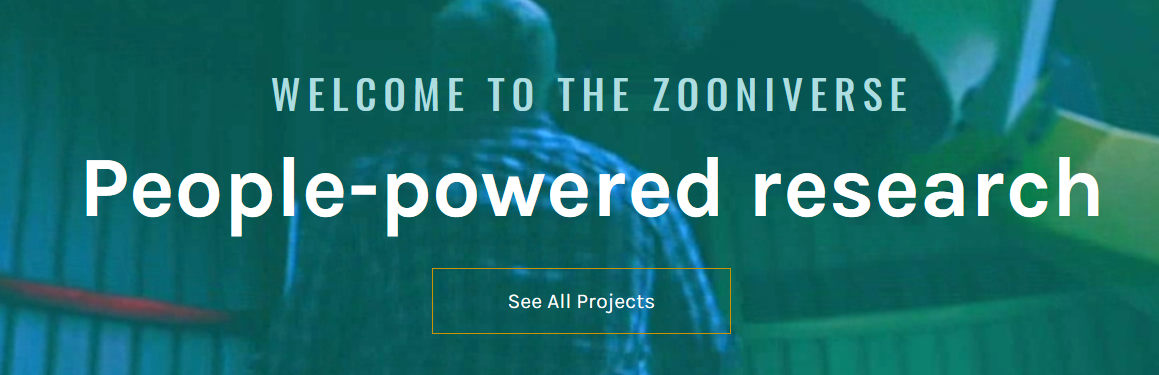 WELCOME TO THE ZOONIVERSE
People-powered research
See All Projects